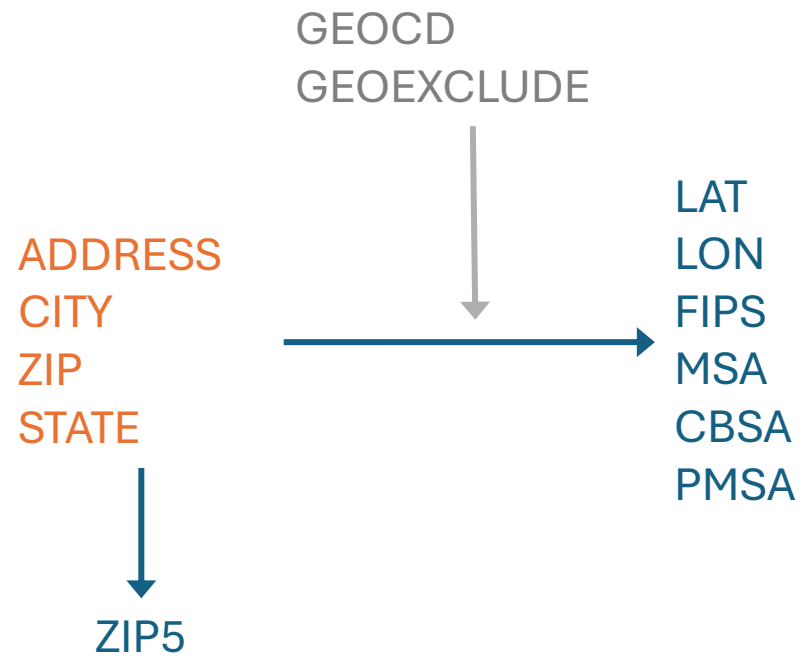 GEOCD
GEOEXCLUDE
ADDRESS
CITY
ZIP
STATE
LAT
LON
FIPS
MSA
CBSA
PMSA
ZIP5